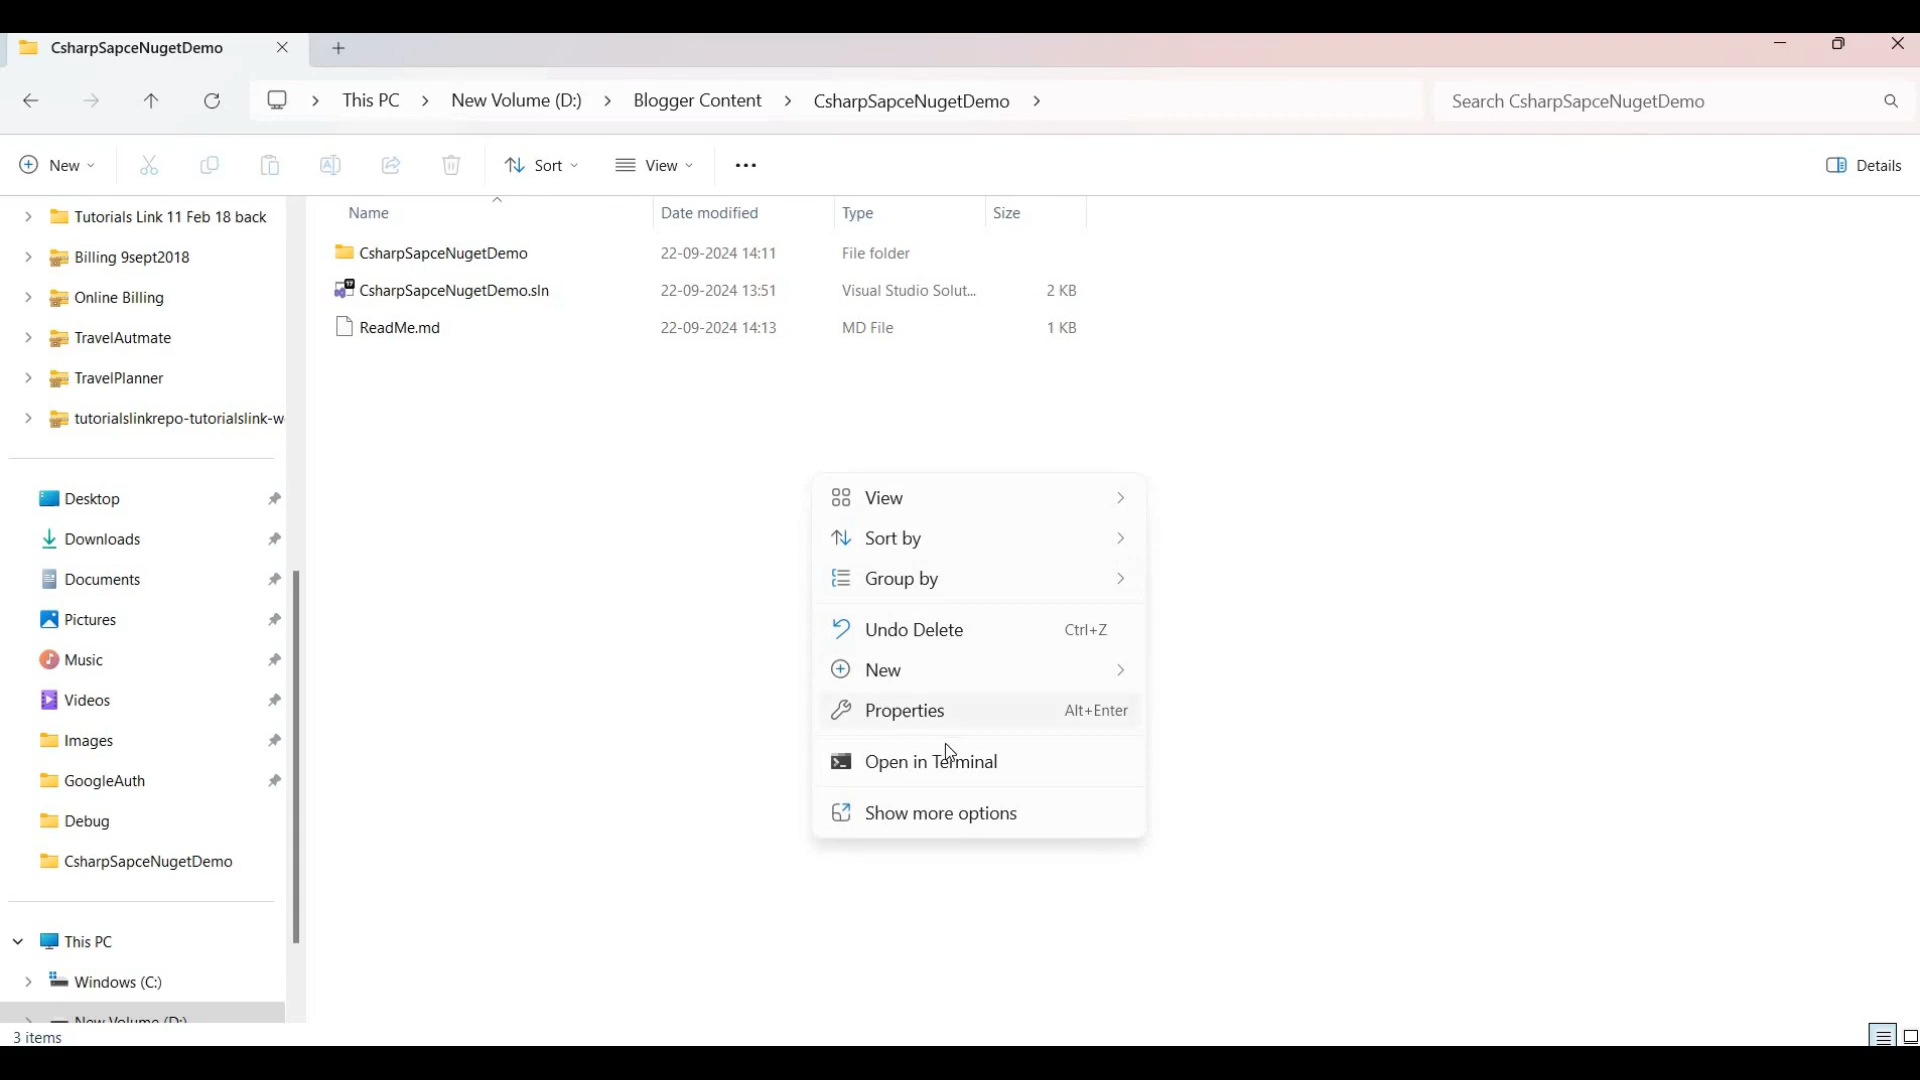 CsharpSapceNugetDemo
This PC > New Volume (D:) > Blogger Content > CsharpSapceNugetDemo >
Search CsharpSapceNugetDemo
New
Sort
View
Details
Tutorials Link 11 Feb 18 back
Billing 9sept2018
Online Billing
TravelAutmate
TravelPlanner
tutorialslinkrepo-tutorialslink-w
Desktop
Downloads
Documents
Pictures
Music
Videos
Images
GoogleAuth
Debug
CsharpSapceNugetDemo
This PC
Windows (C:)
New Volume (D:)
Name Date modified Type Size
CsharpSapceNugetDemo 22-09-2024 14:11 File folder
CsharpSapceNugetDemo.sln 22-09-2024 13:51 Visual Studio Solut... 2 KB
ReadMe.md 22-09-2024 14:13 MD File 1 KB
View
Sort by
Group by
Undo Delete Ctrl+Z
New
Properties Alt+Enter
Open in Terminal
Show more options
3 items